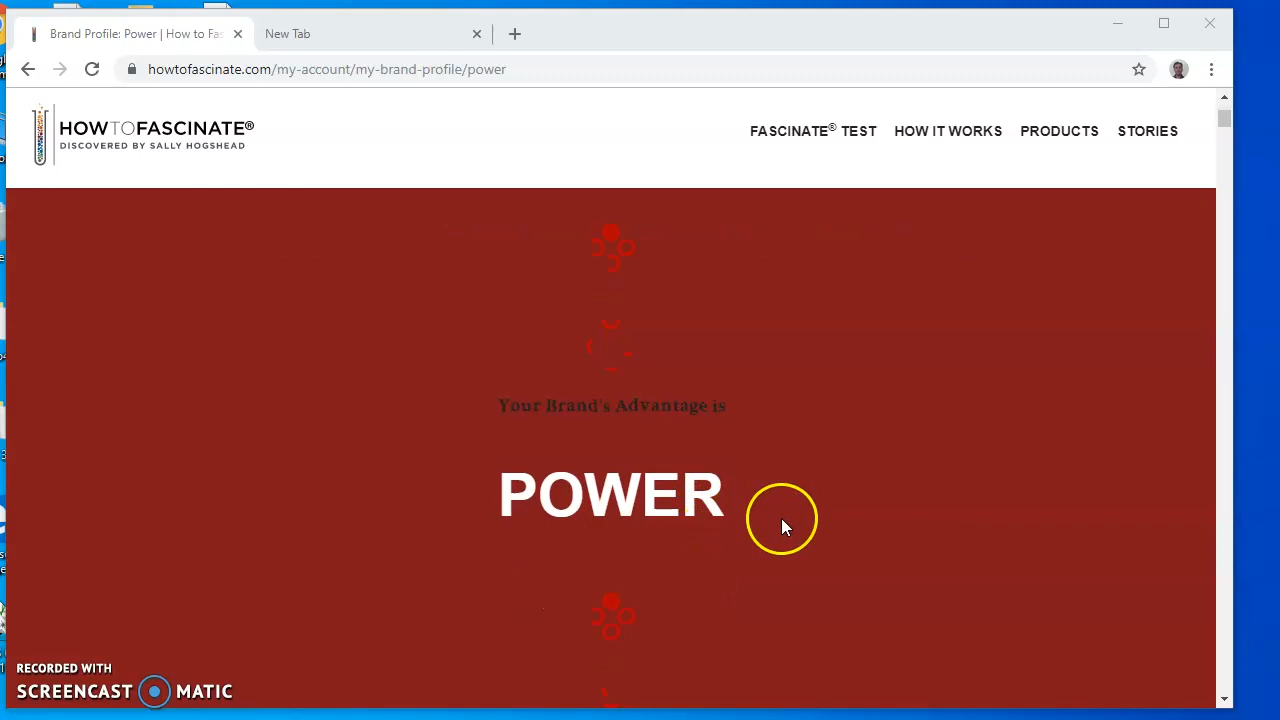 Brand Profile: Power | How to Fas
New Tab
howtofascinate.com/my-account/my-brand-profile/power
HOWTOFASCINATE®
DISCOVERED BY SALLY HOGSHEAD
FASCINATE® TEST
HOW IT WORKS
PRODUCTS
STORIES
Your Brand's Advantage is
POWER
RECORDED WITH
SCREENCAST MATIC